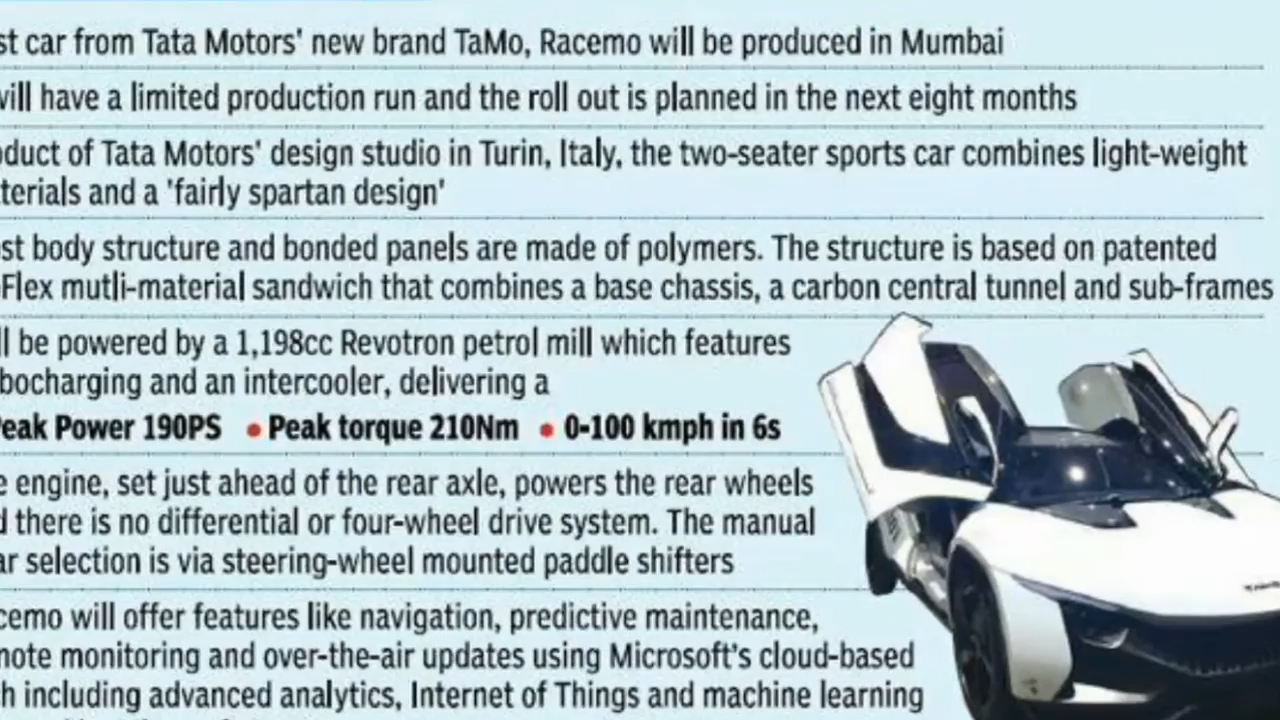 st car from Tata Motors' new brand TaMo, Racemo will be produced in Mumbai
will have a limited production run and the roll out is planned in the next eight months
oduct of Tata Motors' design studio in Turin, Italy, the two-seater sports car combines light-weight
terials and a 'fairly spartan design'
st body structure and bonded panels are made of polymers. The structure is based on patented
Flex mutli-material sandwich that combines a base chassis, a carbon central tunnel and sub-frames
ll be powered by a 1,198cc Revotron petrol mill which features
bocharging and an intercooler, delivering a
Peak Power 190PS • Peak torque 210Nm • 0-100 kmph in 6s
e engine, set just ahead of the rear axle, powers the rear wheels
d there is no differential or four-wheel drive system. The manual
ar selection is via steering-wheel mounted paddle shifters
cemo will offer features like navigation, predictive maintenance,
mote monitoring and over-the-air updates using Microsoft's cloud-based
h including advanced analytics, Internet of Things and machine learning